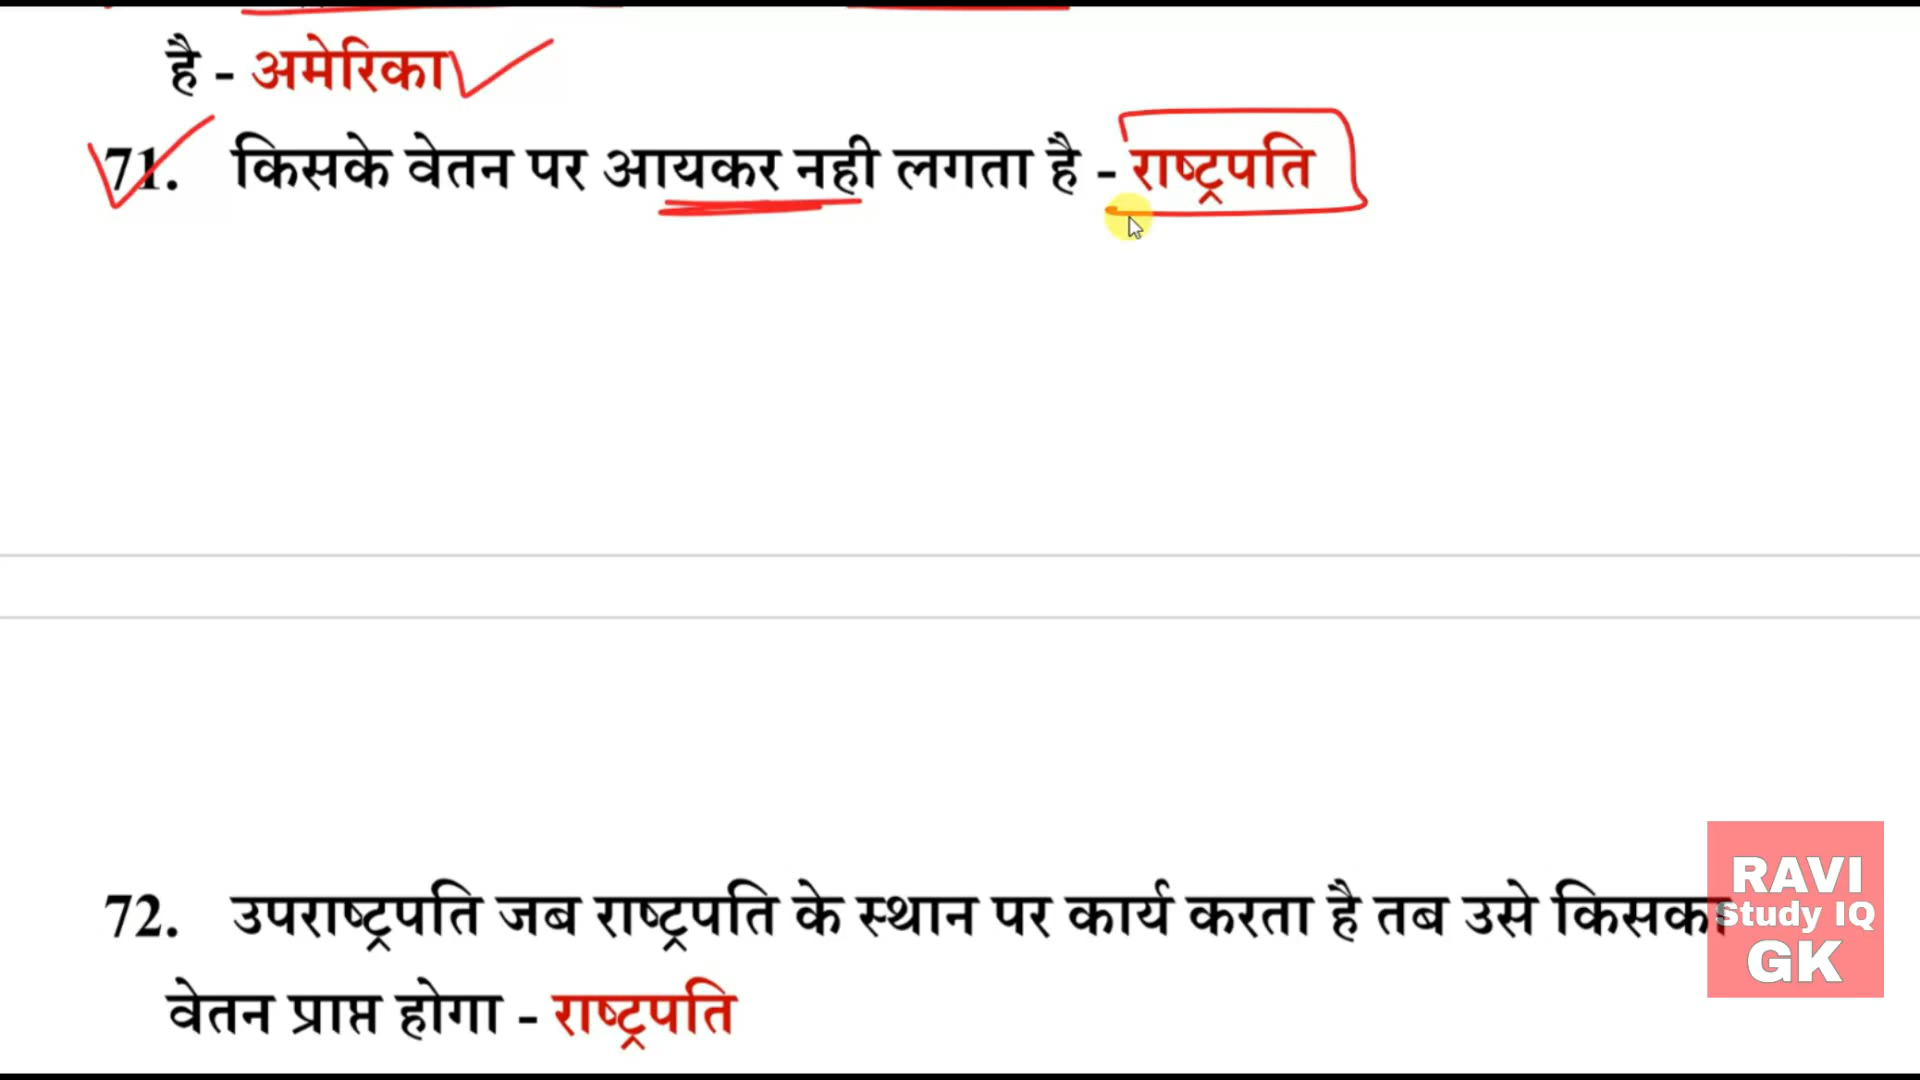 है - अमेरिका
71. किसके वेतन पर आयकर नही लगता है - राष्ट्रपति
72. उपराष्ट्रपति जब राष्ट्रपति के स्थान पर कार्य करता है तब उसे किसका
वेतन प्राप्त होगा - राष्ट्रपति
RAVI
Study IQ
GK